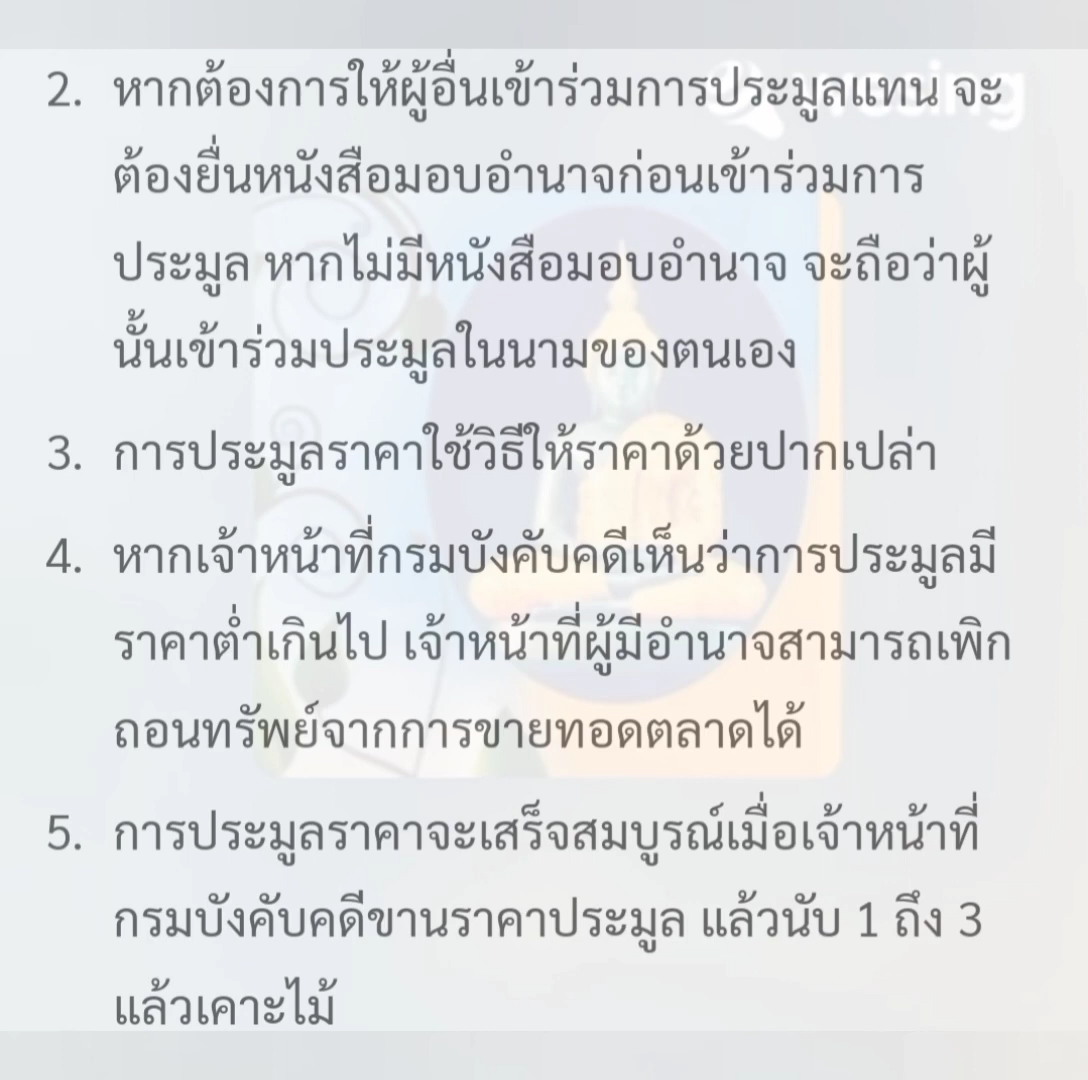 2. หากต้องการให้ผู้อื่นเข้าร่วมการประมูลแทน จะ
ต้องยื่นหนังสือมอบอำนาจก่อนเข้าร่วมการ
ประมูล หากไม่มีหนังสือมอบอำนาจ จะถือว่าผู้
นั้นเข้าร่วมประมูลในนามของตนเอง
3. การประมูลราคาใช้วิธีให้ราคาด้วยปากเปล่า
4. หากเจ้าหน้าที่กรมบังคับคดีเห็นว่าการประมูลมี
ราคาต่ำเกินไป เจ้าหน้าที่ผู้มีอำนาจสามารถเพิก
ถอนทรัพย์จากการขายทอดตลาดได้
5. การประมูลราคาจะเสร็จสมบูรณ์เมื่อเจ้าหน้าที่
กรมบังคับคดีขานราคาประมูล แล้วนับ 1 ถึง 3
แล้วเคาะไม้